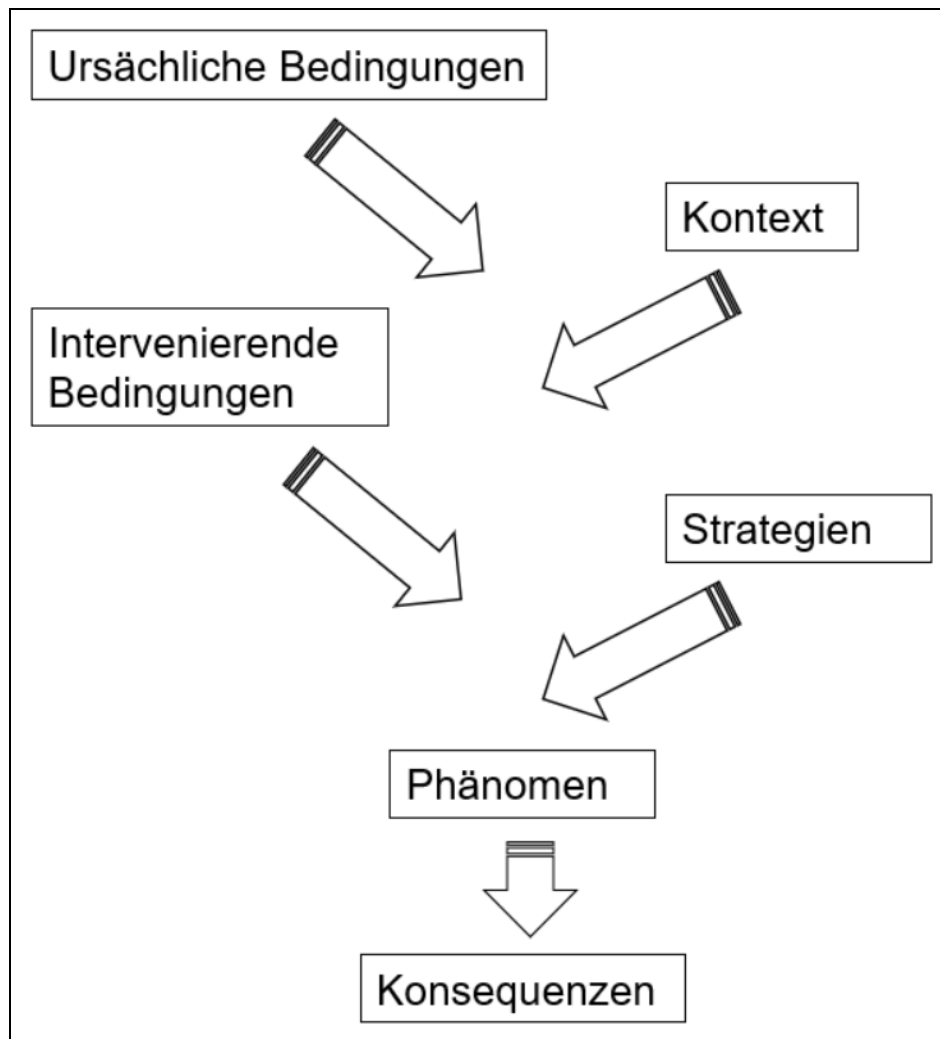 Ursächliche Bedingungen
Kontext
Intervenierende
Bedingungen
Strategien
Phänomen
Konsequenzen